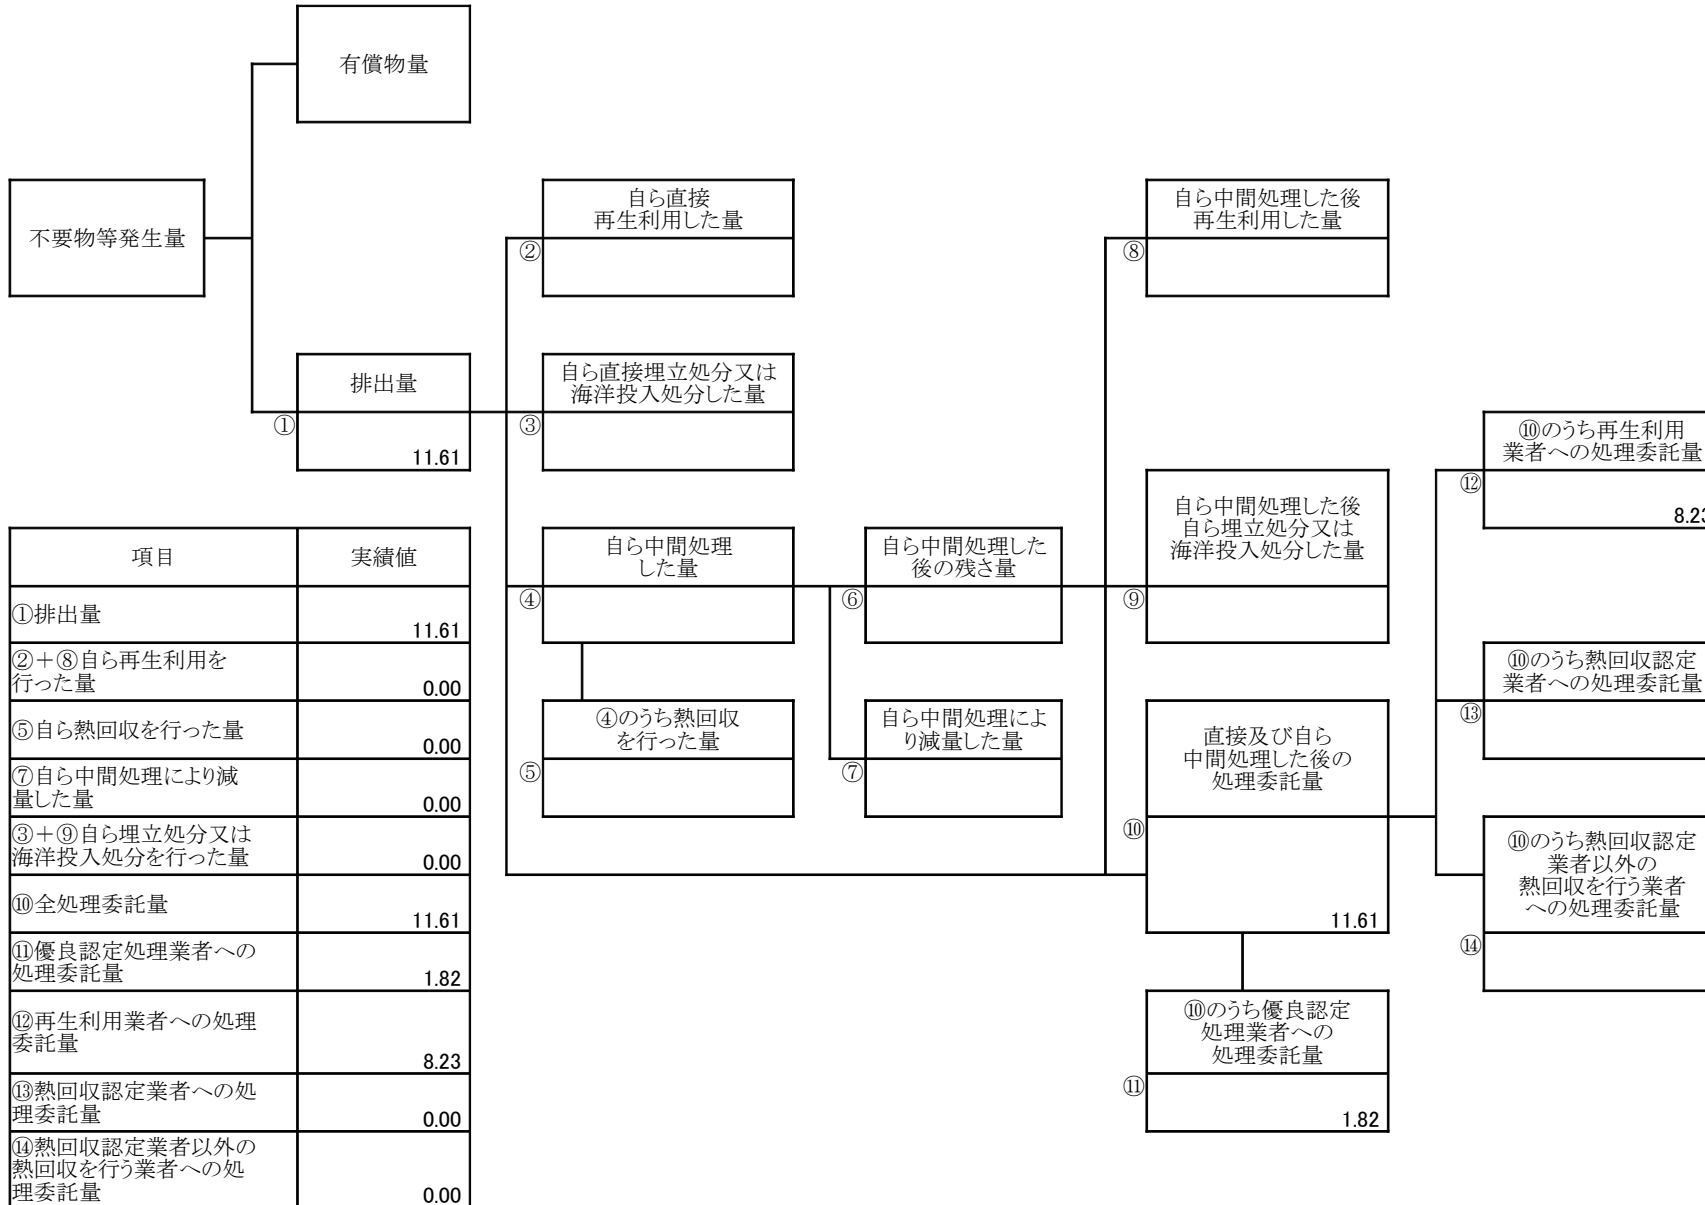 有償物量
不要物等発生量
自ら直接
再生利用した量
②
自ら中間処理した後
再生利用した量
⑧
排出量
①
11.61
自ら直接埋立処分又は
海洋投入処分した量
③
⑩のうち再生利用
業者への処理委託量
⑫
8.23
自ら中間処理した後
自ら埋立処分又は
海洋投入処分した量
⑨
自ら中間処理
した量
④
自ら中間処理した
後の残さ量
⑥
⑩のうち熱回収認定
業者への処理委託量
⑬
④のうち熱回収
を行った量
⑤
自ら中間処理によ
り減量した量
⑦
直接及び自ら
中間処理した後の
処理委託量
⑩
11.61
⑩のうち熱回収認定
業者以外の
熱回収を行う業者
への処理委託量
⑭
⑩のうち優良認定
処理業者への
処理委託量
⑪
1.82
項目
実績値
①排出量
11.61
②+⑧自ら再生利用を
行った量
0.00
⑤自ら熱回収を行った量
0.00
⑦自ら中間処理により減
量した量
0.00
③+⑨自ら埋立処分又は
海洋投入処分を行った量
0.00
⑩全処理委託量
11.61
⑪優良認定処理業者への
処理委託量
1.82
⑫再生利用業者への処理
委託量
8.23
⑬熱回収認定業者への処
理委託量
0.00
⑭熱回収認定業者以外の
熱回収を行う業者への処
理委託量
0.00